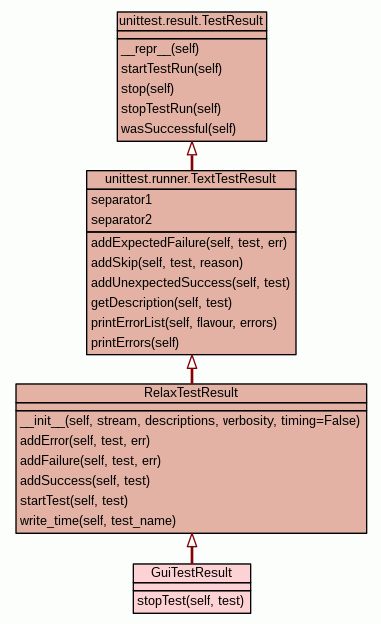 unittest.result.TestResult
__repr__(self)
startTestRun(self)
stop(self)
stopTestRun(self)
wasSuccessful(self)
unittest.runner.TextTestResult
separator1
separator2
addExpectedFailure(self, test, err)
addSkip(self, test, reason)
addUnexpectedSuccess(self, test)
getDescription(self, test)
printErrorList(self, flavour, errors)
printErrors(self)
RelaxTestResult
__init__(self, stream, descriptions, verbosity, timing=False)
addError(self, test, err)
addFailure(self, test, err)
addSuccess(self, test)
startTest(self, test)
write_time(self, test_name)
GuiTestResult
stopTest(self, test)